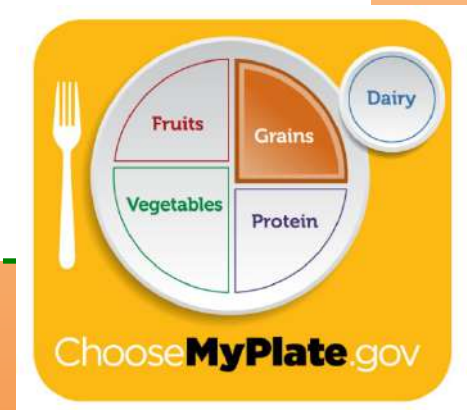 Fruits
Grains
Dairy
Vegetables
Protein
ChooseMyPlate.gov